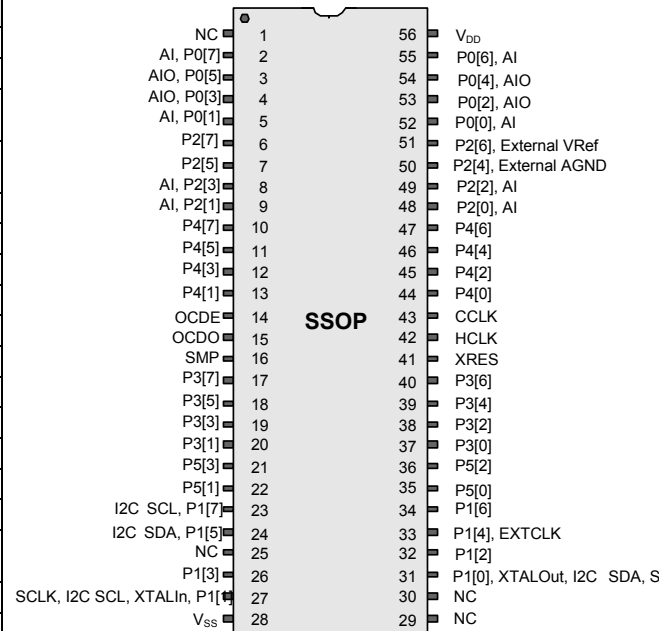 NC 1 56 VDD
AI, P0[7] 2 55 P0[6], AI
AIO, P0[5] 3 54 P0[4], AIO
AIO, P0[3] 4 53 P0[2], AIO
AI, P0[1] 5 52 P0[0], AI
P2[7] 6 51 P2[6], External VRef
P2[5] 7 50 P2[4], External AGND
AI, P2[3] 8 49 P2[2], AI
AI, P2[1] 9 48 P2[0], AI
P4[7] 10 47 P4[6]
P4[5] 11 46 P4[4]
P4[3] 12 45 P4[2]
P4[1] 13 44 P4[0]
OCDE 14 SSOP 43 CCLK
OCDO 15 42 HCLK
SMP 16 41 XRES
P3[7] 17 40 P3[6]
P3[5] 18 39 P3[4]
P3[3] 19 38 P3[2]
P3[1] 20 37 P3[0]
P5[3] 21 36 P5[2]
P5[1] 22 35 P5[0]
I2C SCL, P1[7] 23 34 P1[6]
I2C SDA, P1[5] 24 33 P1[4], EXTCLK
NC 25 32 P1[2]
P1[3] 26 31 P1[0], XTALOut, I2C SDA, S
SCLK, I2C SCL, XTALIn, P1[1] 27 30 NC
VSS 28 29 NC